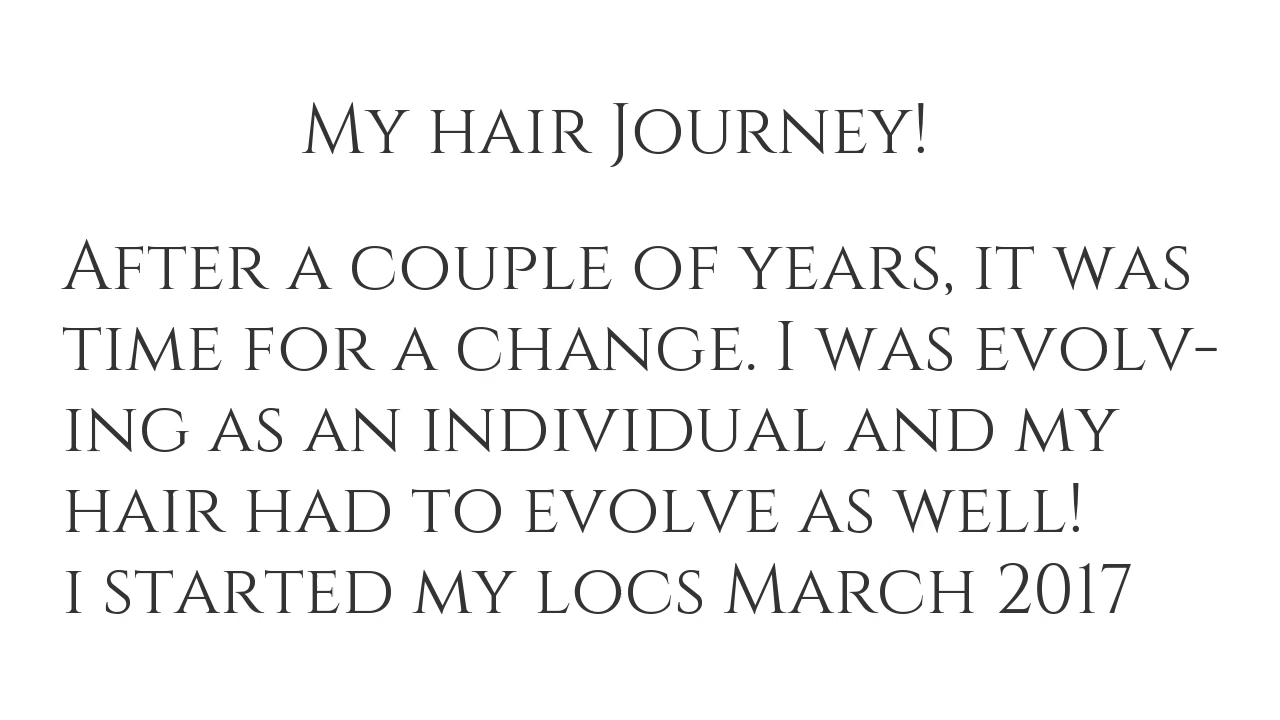 My hair Journey!
After a couple of years, it was
time for a change. I was evolv-
ing as an individual and my
hair had to evolve as well!
i started my locs March 2017